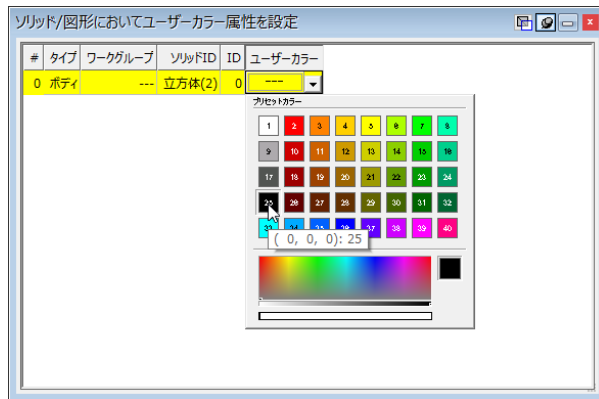 ソリッド/図形においてユーザーカラー属性を設定
# タイプ ワークグループ ソリッドID ID ユーザーカラー
0 ボディ --- 立方体(2) 0 ---
プリセットカラー
1 2 3 4 5 6 7 8
9 10 11 12 13 14 15 16
17 18 19 20 21 22 23 24
25 26 27 28 29 30 31 32
33 34 35 36 37 38 39 40
( 0, 0, 0): 25